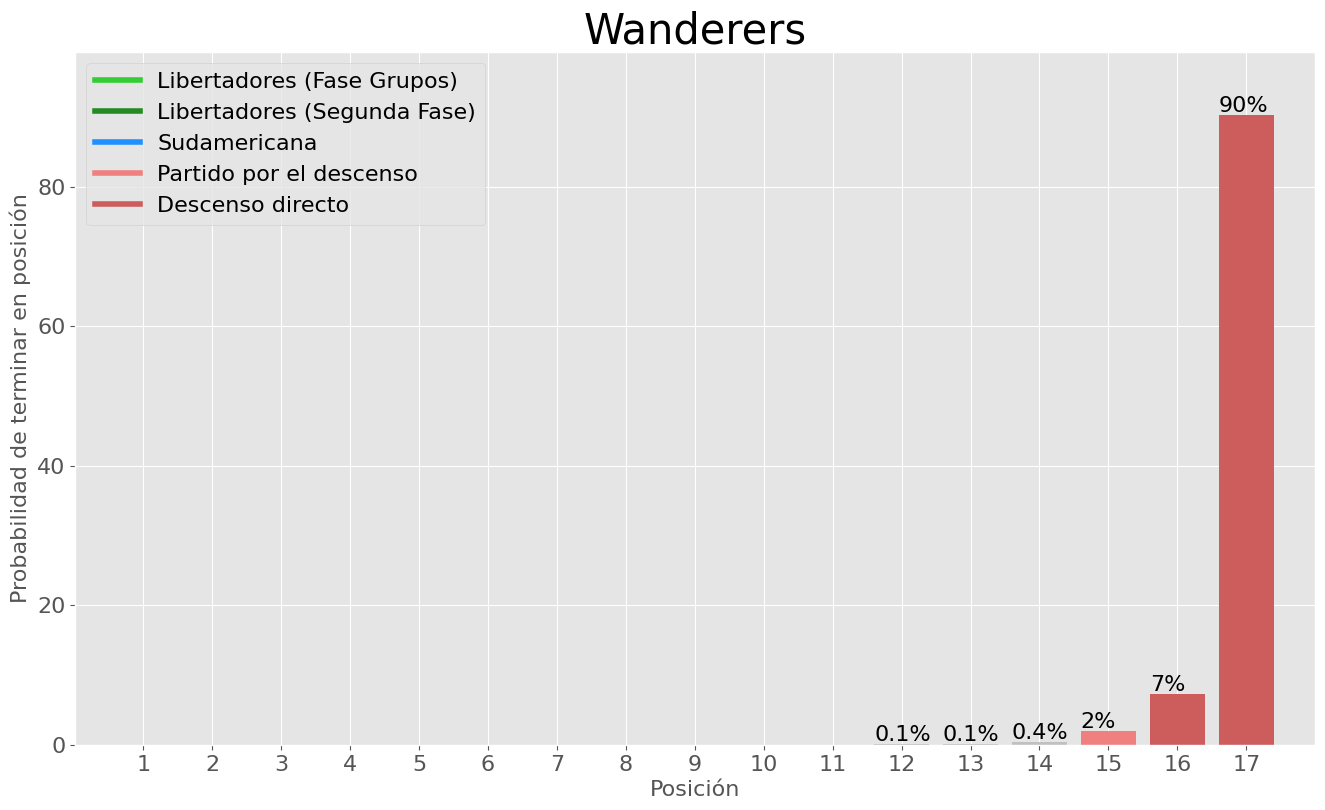 Wanderers
Libertadores (Fase Grupos)
Libertadores (Segunda Fase)
Sudamericana
Partido por el descenso
Descenso directo
90%
7%
2%
0.4%
0.1%
0.1%
80
60
40
20
0
Probabilidad de terminar en posición
1 2 3 4 5 6 7 8 9 10 11 12 13 14 15 16 17
Posición